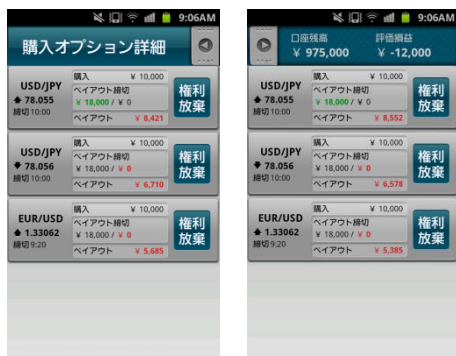 9:06AM
購入オプション詳細
USD/JPY
78.055
締切 10:00
購入 ¥ 10,000
ペイアウト締切
¥ 18,000 / ¥ 0
ペイアウト ¥ 8,421
権利
放棄
USD/JPY
78.056
締切 10:00
購入 ¥ 10,000
ペイアウト締切
¥ 18,000 / ¥ 0
ペイアウト ¥ 6,710
権利
放棄
EUR/USD
1.33062
締切 9:20
購入 ¥ 10,000
ペイアウト締切
¥ 18,000 / ¥ 0
ペイアウト ¥ 5,685
権利
放棄
9:06AM
口座残高 評価損益
¥ 975,000 ¥ -12,000
USD/JPY
78.055
締切 10:00
購入 ¥ 10,000
ペイアウト締切
¥ 18,000 / ¥ 0
ペイアウト ¥ 8,552
権利
放棄
USD/JPY
78.056
締切 10:00
購入 ¥ 10,000
ペイアウト締切
¥ 18,000 / ¥ 0
ペイアウト ¥ 6,578
権利
放棄
EUR/USD
1.33062
締切 9:20
購入 ¥ 10,000
ペイアウト締切
¥ 18,000 / ¥ 0
ペイアウト ¥ 5,385
権利
放棄